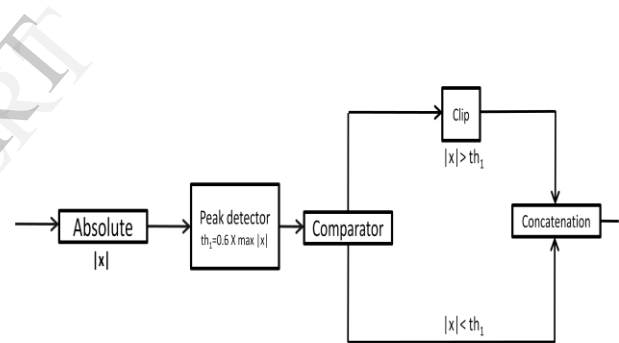 Absolute
|x|
Peak detector
th₁=0.6 X max |x|
Comparator
Clip
|x|> th₁
|x|< th₁
Concatenation